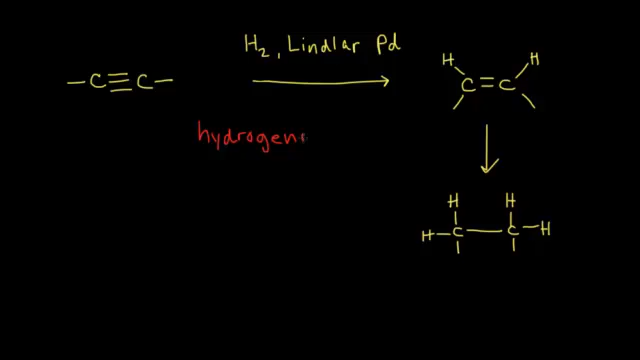 H₂, Lindlar Pd
—C≡C—
H H
C=C
hydrogen
H H
H—C—C—H